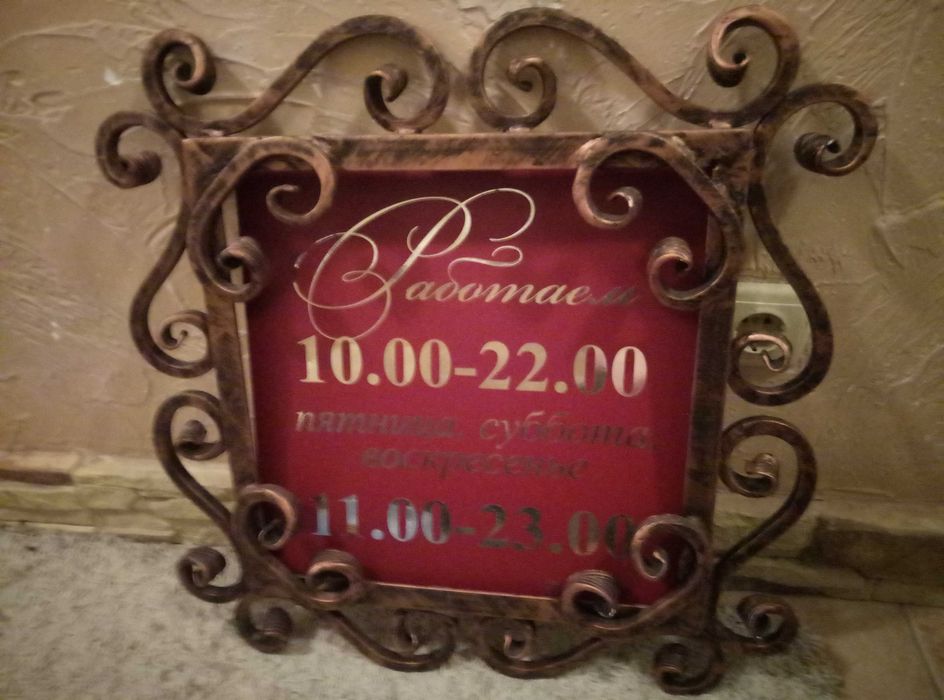 Работаем
10.00-22.00
пятница, суббота,
воскресенье
11.00-23.00